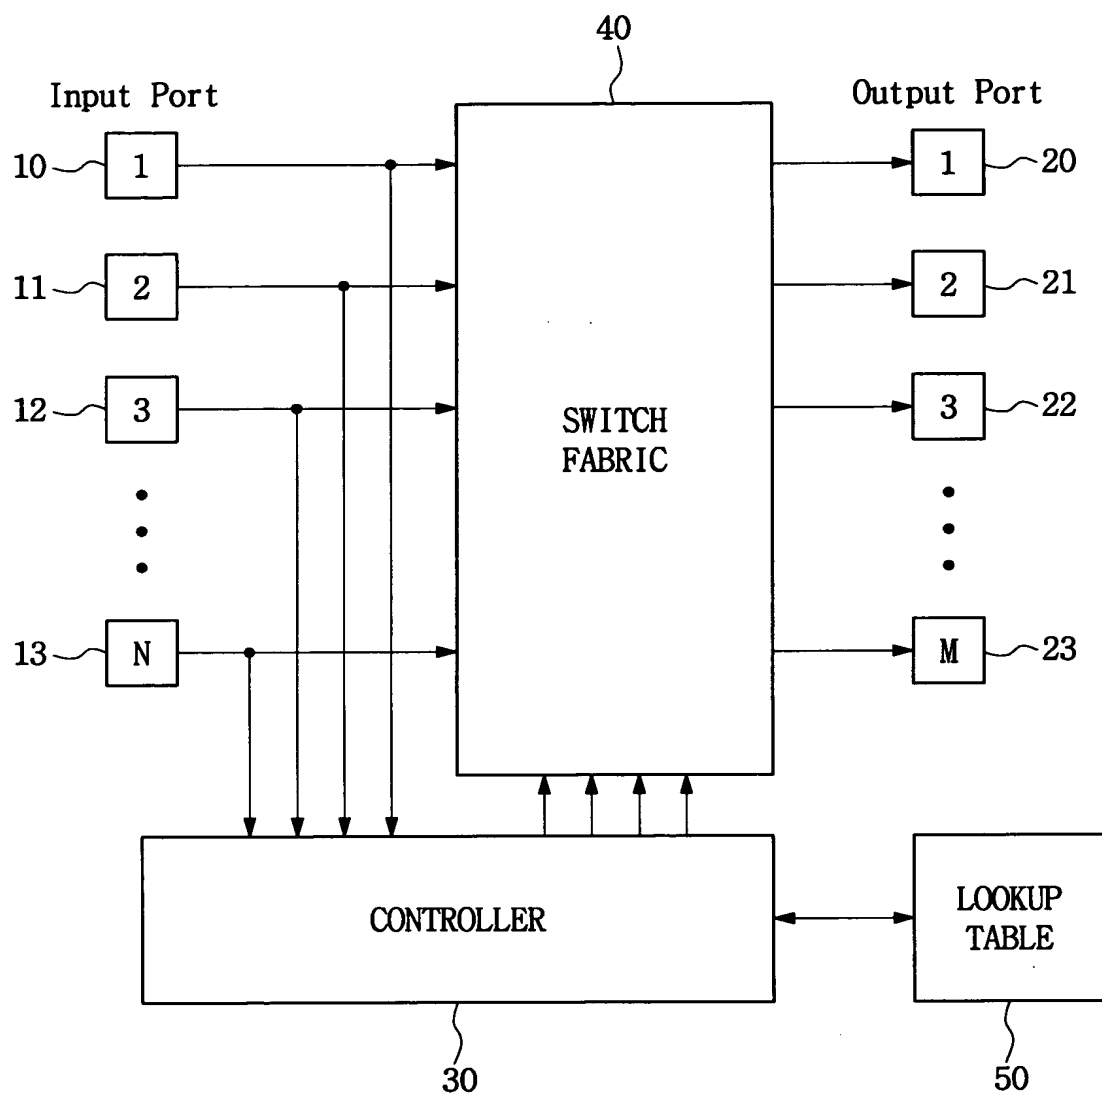 40
Input Port
Output Port
10
1
1
20
11
2
2
21
12
3
3
22
SWITCH
FABRIC
13
N
M
23
CONTROLLER
LOOKUP
TABLE
30
50